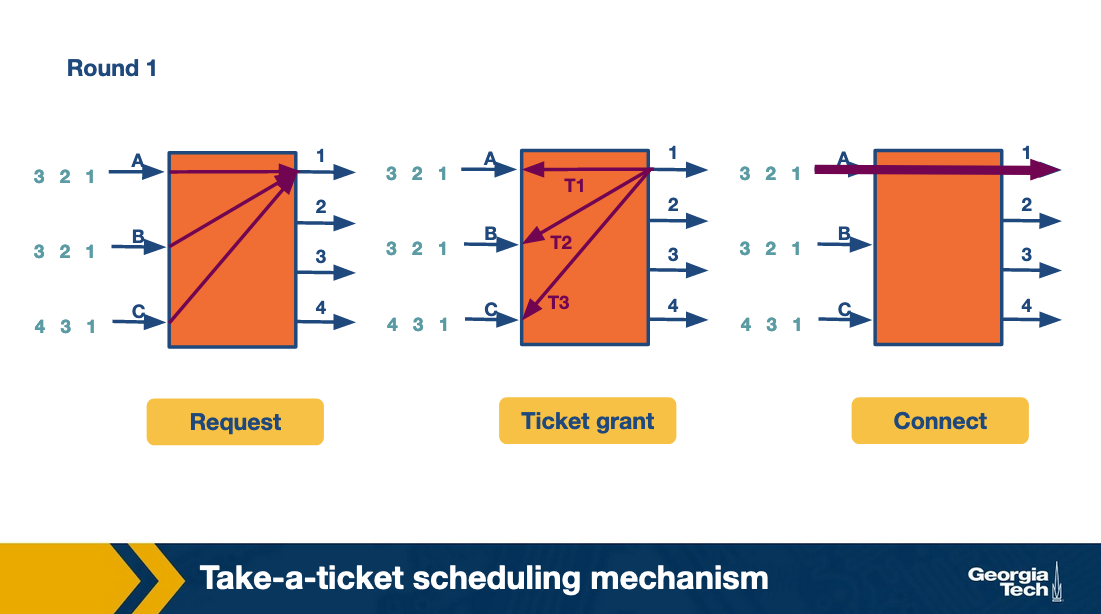 Round 1
A
3 2 1
B
3 2 1
C
4 3 1
1
2
3
4
Request
A
3 2 1
B
3 2 1
C
4 3 1
T1
T2
T3
1
2
3
4
Ticket grant
A
3 2 1
B
3 2 1
C
4 3 1
1
2
3
4
Connect
Take-a-ticket scheduling mechanism
Georgia
Tech